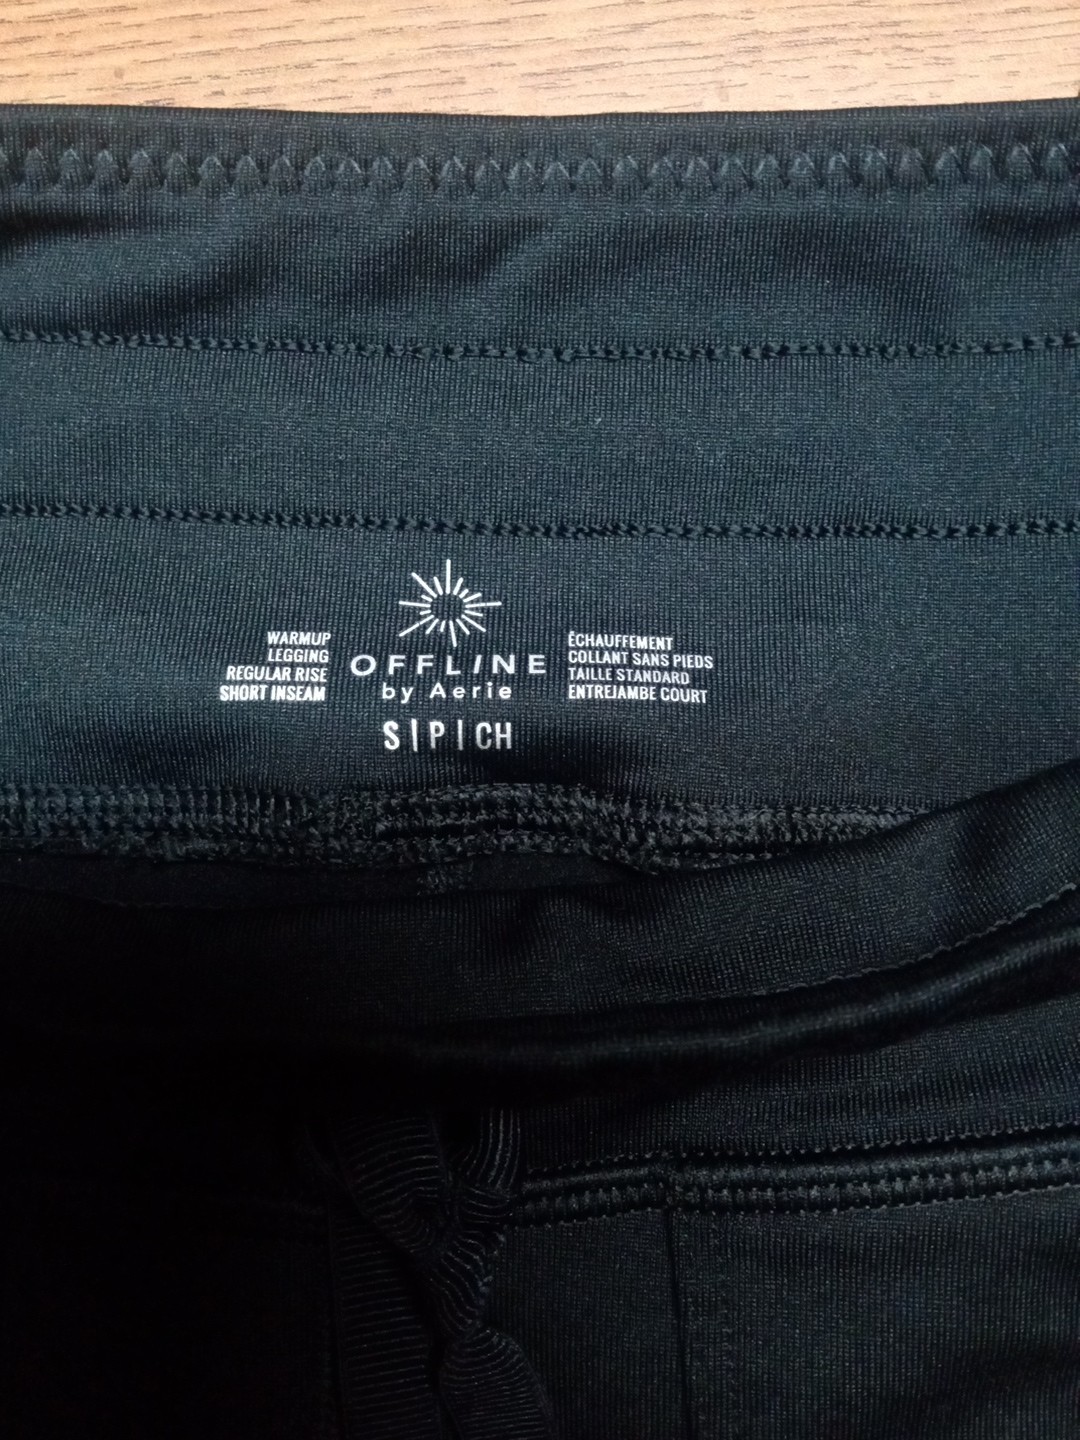 WARMUP
LEGGING
REGULAR RISE
SHORT INSEAM
OFFLINE
by Aerie
S|P|CH
ÉCHAUFFEMENT
COLLANT SANS PIEDS
TAILLE STANDARD
ENTREJAMBE COURT